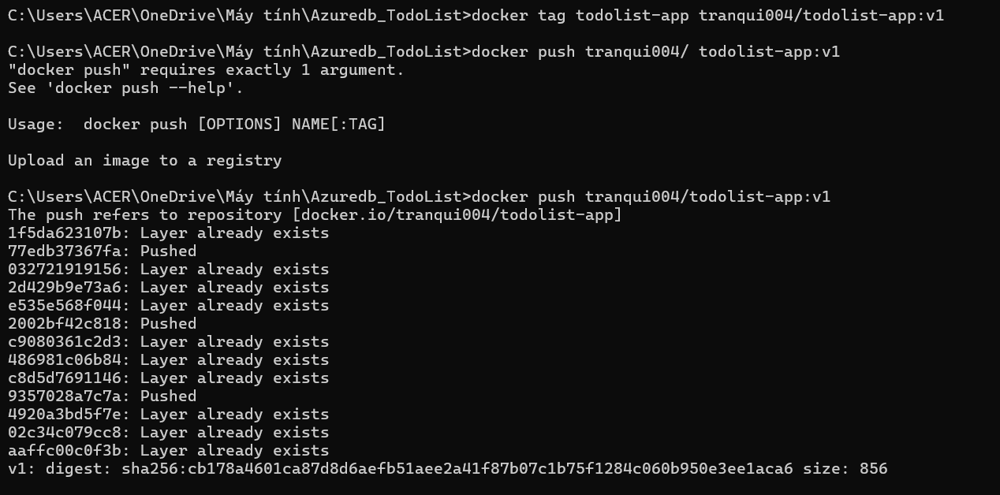 C:\Users\ACER\OneDrive\Máy tính\Azuredb_TodoList>docker tag todolist-app tranqui004/todolist-app:v1
C:\Users\ACER\OneDrive\Máy tính\Azuredb_TodoList>docker push tranqui004/ todolist-app:v1
"docker push" requires exactly 1 argument.
See 'docker push --help'.
Usage:  docker push [OPTIONS] NAME[:TAG]
Upload an image to a registry
C:\Users\ACER\OneDrive\Máy tính\Azuredb_TodoList>docker push tranqui004/todolist-app:v1
The push refers to repository [docker.io/tranqui004/todolist-app]
1f5da623107b: Layer already exists
77edb37367fa: Pushed
032721919156: Layer already exists
2d429b9e73a6: Layer already exists
e535e568f044: Layer already exists
2002bf42c818: Pushed
c9080361c2d3: Layer already exists
486981c06b84: Layer already exists
c8d5d7691146: Layer already exists
9357028a7c7a: Pushed
4920a3bd5f7e: Layer already exists
02c34c079cc8: Layer already exists
aaffc00c0f3b: Layer already exists
v1: digest: sha256:cb178a4601ca87d8d6aefb51aee2a41f87b07c1b75f1284c060b950e3ee1aca6 size: 856